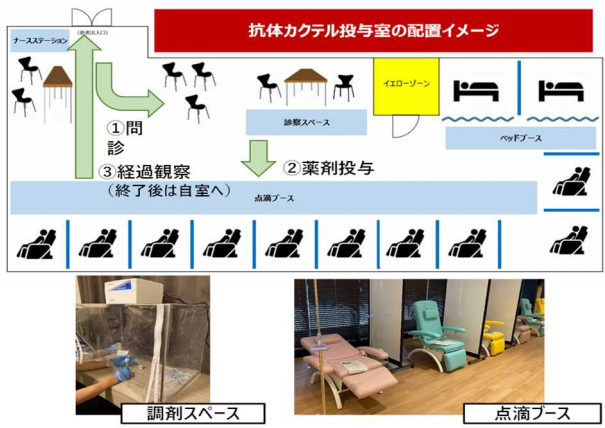 抗体カクテル投与室の配置イメージ
ナースステーション
イエローゾーン
診察スペース
ベッドブース
①問
診
②薬剤投与
③経過観察
（終了後は自室へ）
点滴ブース
調剤スペース
点滴ブース